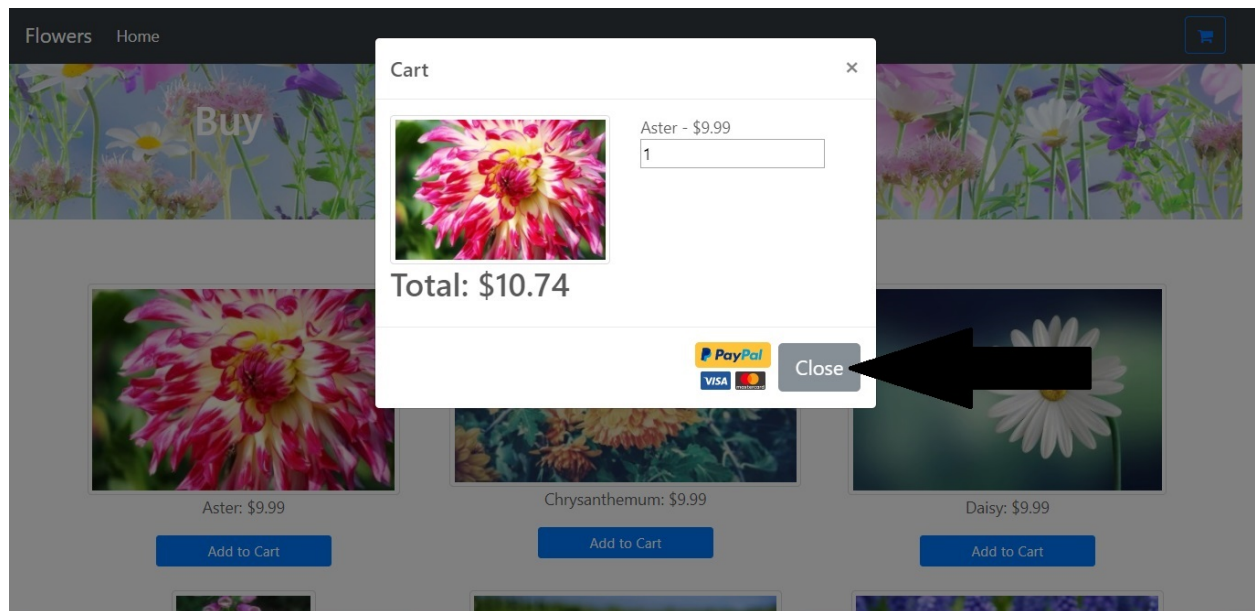 Flowers Home
Buy
Cart ×
Aster - $9.99
1
Total: $10.74
PayPal
VISA mastercard
Close
Aster: $9.99
Chrysanthemum: $9.99
Daisy: $9.99
Add to Cart
Add to Cart
Add to Cart